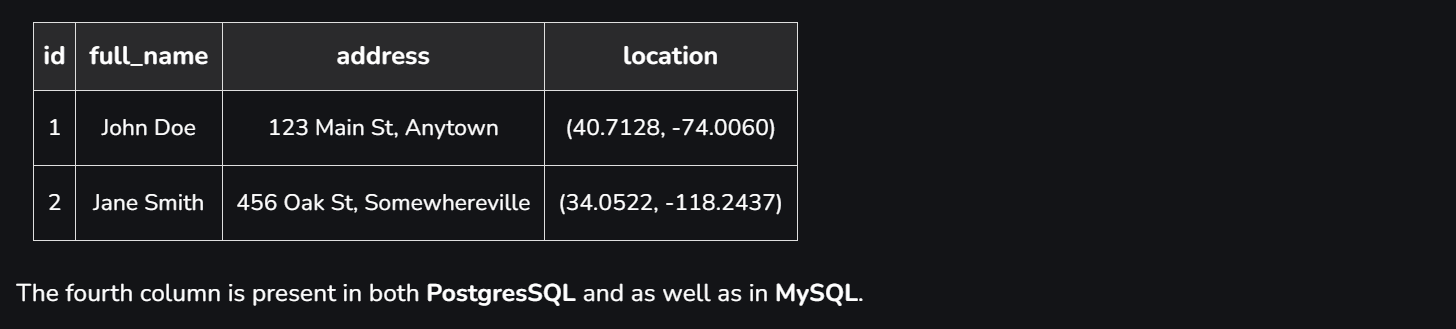 id full_name address location
1 John Doe 123 Main St, Anytown (40.7128, -74.0060)
2 Jane Smith 456 Oak St, Somewhereville (34.0522, -118.2437)
The fourth column is present in both PostgresSQL and as well as in MySQL.